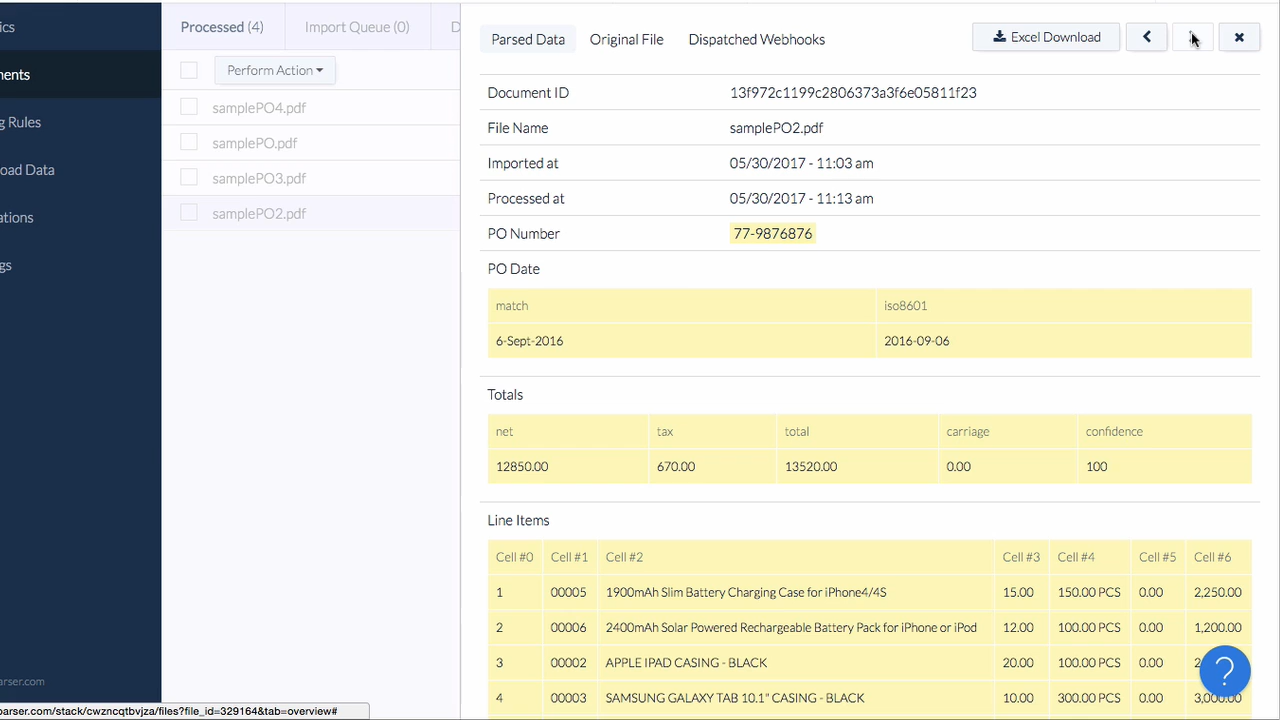 ics
nents
g Rules
oad Data
ations
gs
arser.com
Processed (4)
Import Queue (0)
D
Perform Action
samplePO4.pdf
samplePO.pdf
samplePO3.pdf
samplePO2.pdf
Parsed Data
Original File
Dispatched Webhooks
Excel Download
Document ID 13f972c1199c2806373a3f6e05811f23
File Name samplePO2.pdf
Imported at 05/30/2017 - 11:03 am
Processed at 05/30/2017 - 11:13 am
PO Number 77-9876876
PO Date
match iso8601
6-Sept-2016 2016-09-06
Totals
net tax total carriage confidence
12850.00 670.00 13520.00 0.00 100
Line Items
Cell #0 Cell #1 Cell #2 Cell #3 Cell #4 Cell #5 Cell #6
1 00005 1900mAh Slim Battery Charging Case for iPhone4/4S 15.00 150.00 PCS 0.00 2,250.00
2 00006 2400mAh Solar Powered Rechargeable Battery Pack for iPhone or iPod 12.00 100.00 PCS 0.00 1,200.00
3 00002 APPLE IPAD CASING - BLACK 20.00 100.00 PCS 0.00
4 00003 SAMSUNG GALAXY TAB 10.1" CASING - BLACK 10.00 300.00 PCS 0.00 3,000.00
?
parser.com/stack/cwzncqtbvjza/files?file_id=329164&tab=overview#